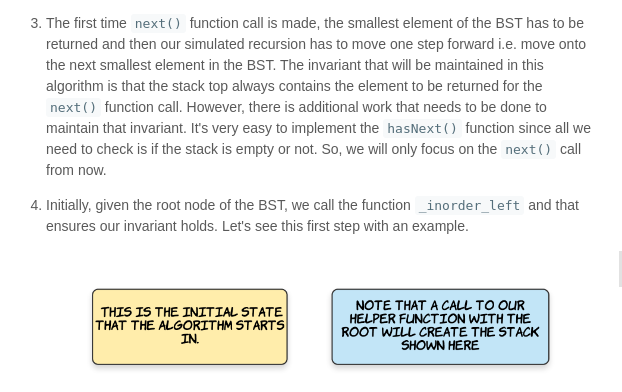 3. The first time next() function call is made, the smallest element of the BST has to be
returned and then our simulated recursion has to move one step forward i.e. move onto
the next smallest element in the BST. The invariant that will be maintained in this
algorithm is that the stack top always contains the element to be returned for the
next() function call. However, there is additional work that needs to be done to
maintain that invariant. It's very easy to implement the hasNext() function since all we
need to check is if the stack is empty or not. So, we will only focus on the next() call
from now.
4. Initially, given the root node of the BST, we call the function _inorder_left and that
ensures our invariant holds. Let's see this first step with an example.
THIS IS THE INITIAL STATE
THAT THE ALGORITHM STARTS
IN.
NOTE THAT A CALL TO OUR
HELPER FUNCTION WITH THE
ROOT WILL CREATE THE STACK
SHOWN HERE